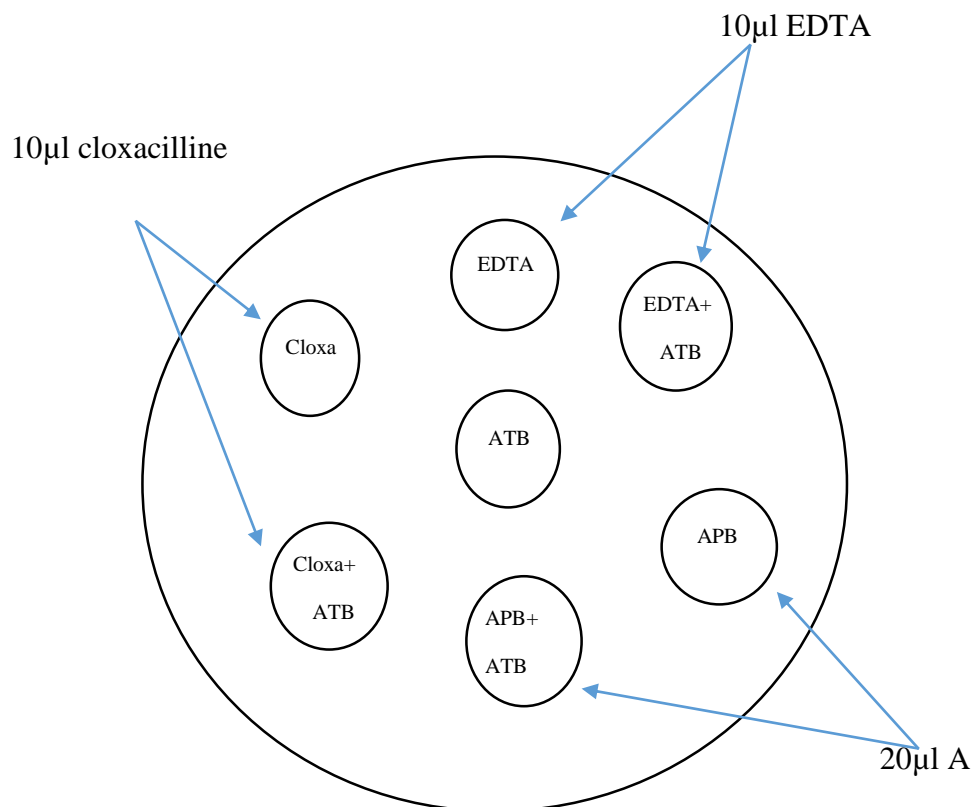 10µl EDTA
10µl cloxacilline
EDTA
EDTA+
ATB
Cloxa
ATB
APB
Cloxa+
ATB
APB+
ATB
20µl A